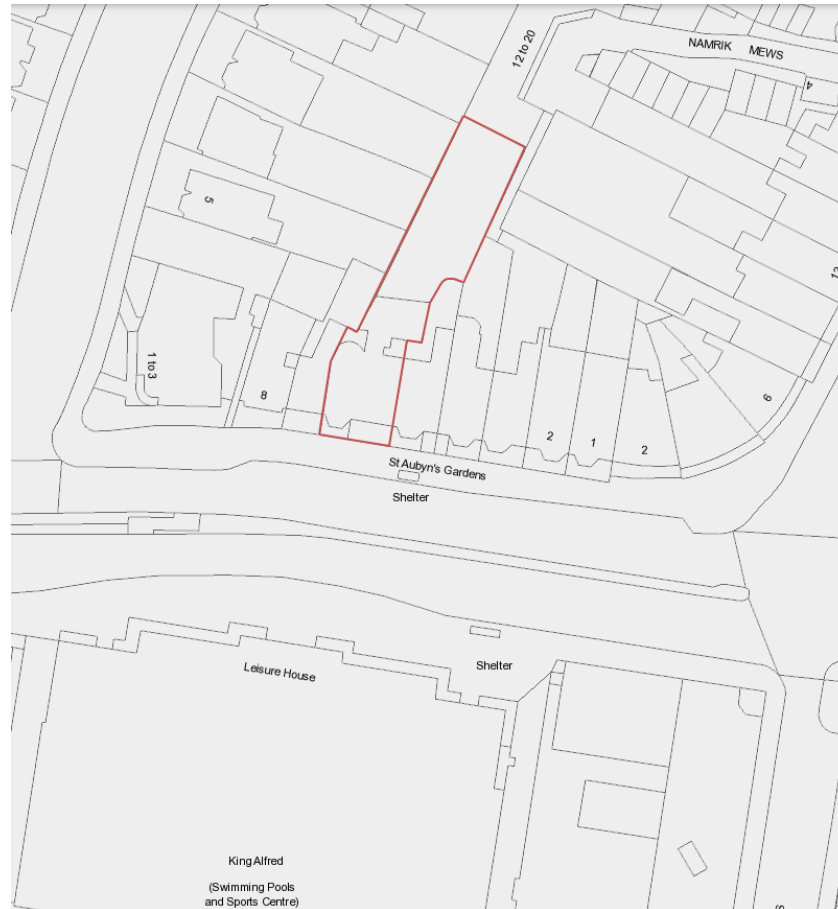 12 to 20
NAMRIK MEWS
4
5
12
1 to 3
8
6
2
1
2
St Aubyn's Gardens
Shelter
Shelter
Leisure House
King Alfred
(Swimming Pools
and Sports Centre)